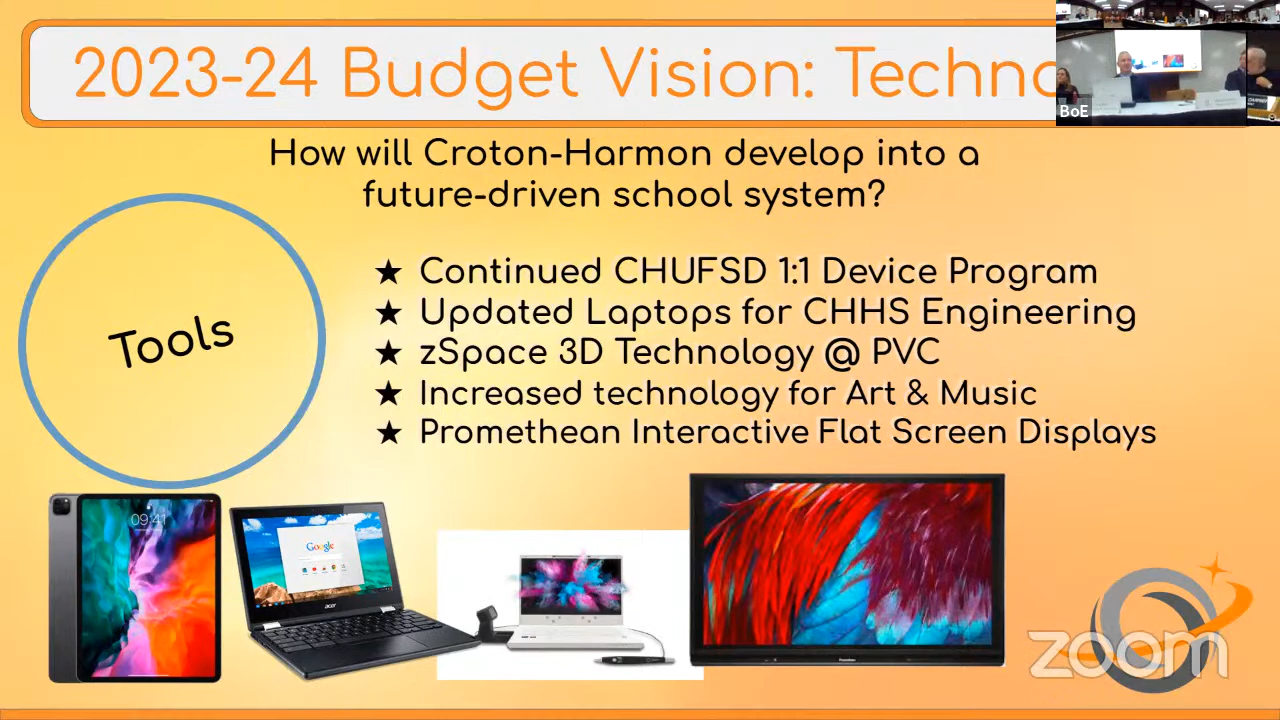 2023-24 Budget Vision: Techno
BoE
How will Croton-Harmon develop into a
future-driven school system?
Tools
★ Continued CHUFSD 1:1 Device Program
★ Updated Laptops for CHHS Engineering
★ zSpace 3D Technology @ PVC
★ Increased technology for Art & Music
★ Promethean Interactive Flat Screen Displays
09:41
Google
acer
zoom